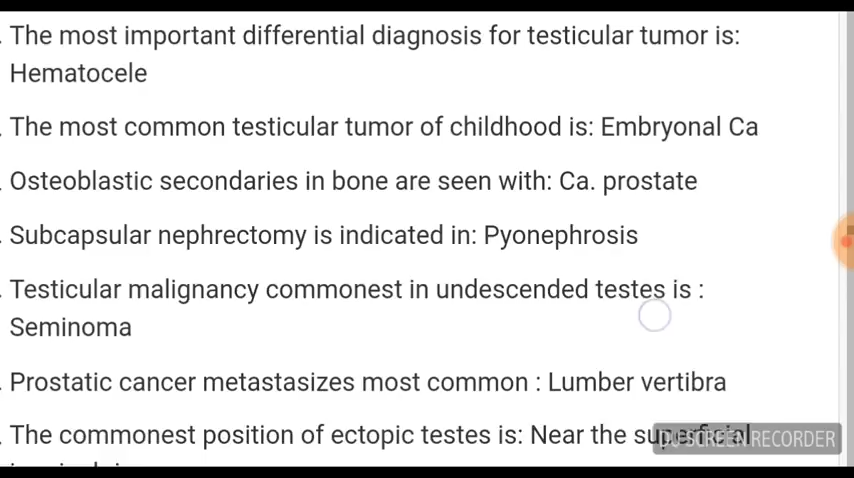 . The most important differential diagnosis for testicular tumor is:
Hematocele
. The most common testicular tumor of childhood is: Embryonal Ca
. Osteoblastic secondaries in bone are seen with: Ca. prostate
. Subcapsular nephrectomy is indicated in: Pyonephrosis
. Testicular malignancy commonest in undescended testes is :
Seminoma
. Prostatic cancer metastasizes most common : Lumber vertibra
. The commonest position of ectopic testes is: Near the superficial
DU SCREEN RECORDER